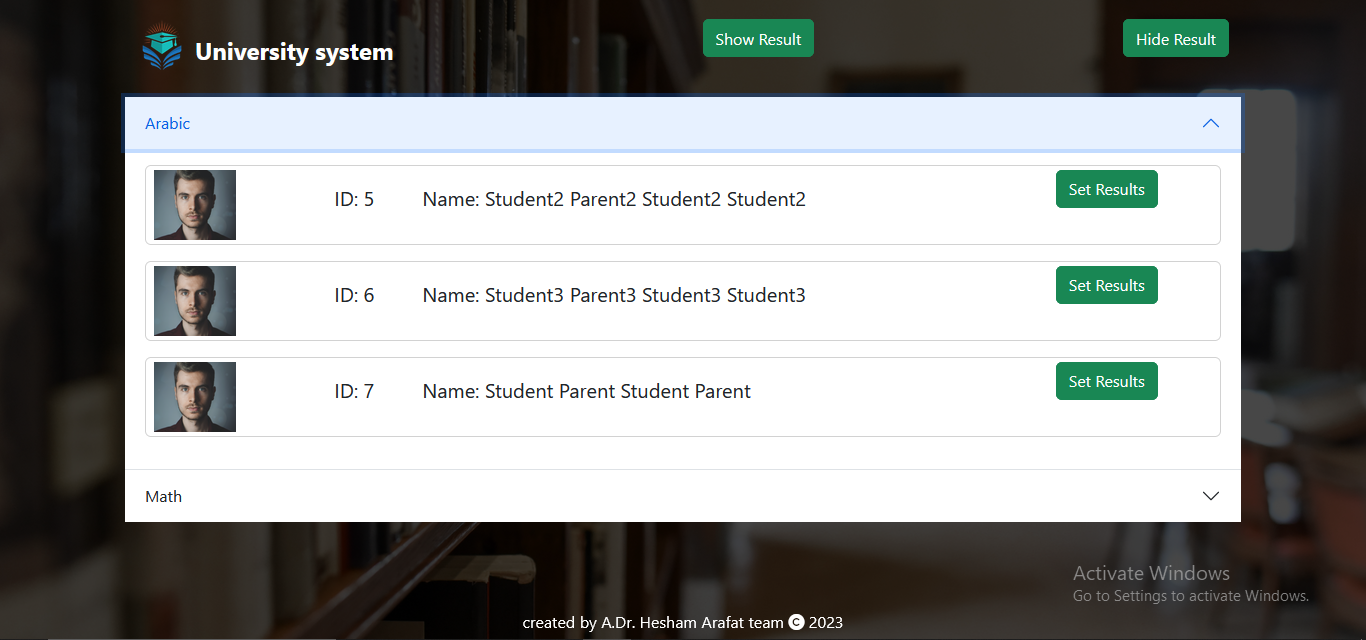 University system
Show Result
Hide Result
Arabic
ID: 5 Name: Student2 Parent2 Student2 Student2 Set Results
ID: 6 Name: Student3 Parent3 Student3 Student3 Set Results
ID: 7 Name: Student Parent Student Parent Set Results
Math
Activate Windows
Go to Settings to activate Windows.
created by A.Dr. Hesham Arafat team © 2023